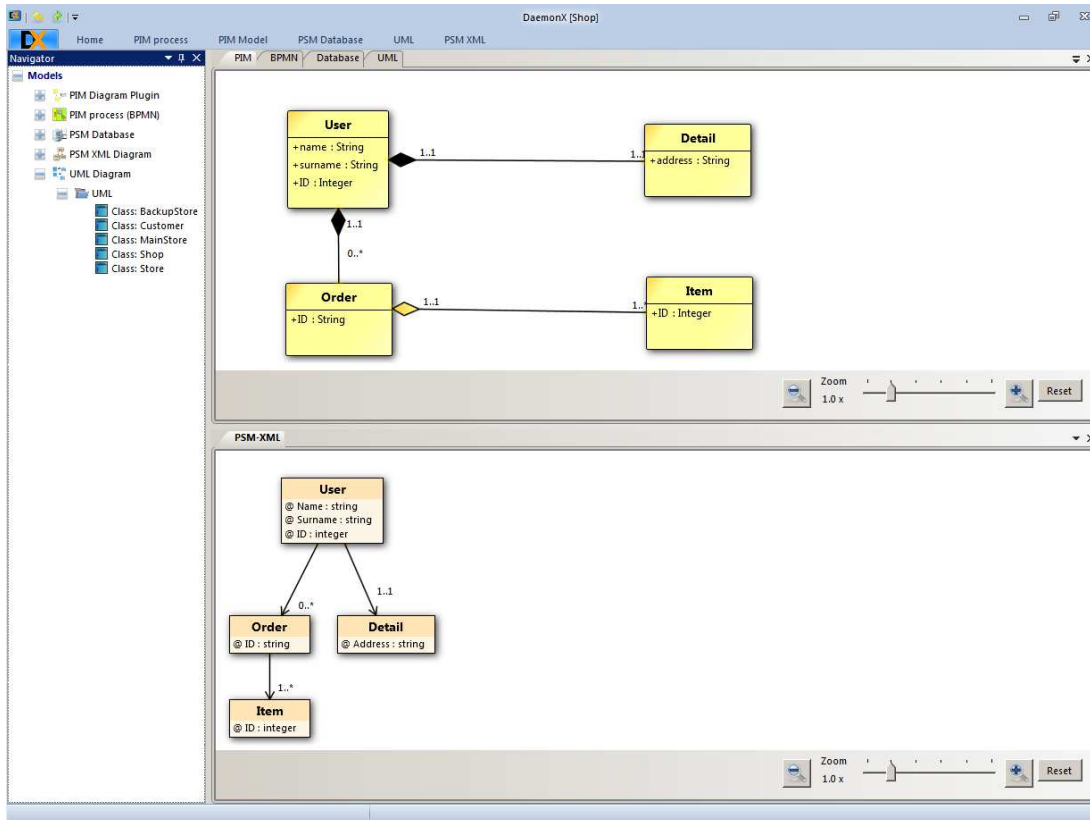 DaemonX [Shop]
DX Home PIM process PIM Model PSM Database UML PSM XML
Navigator
Models
PIM Diagram Plugin
PIM process (BPMN)
PSM Database
PSM XML Diagram
UML Diagram
UML
Class: BackupStore
Class: Customer
Class: MainStore
Class: Shop
Class: Store
PIM BPMN Database UML
User
+name : String
+surname : String
+ID : Integer
1..1
1..1
Detail
+address : String
1..1
0..*
Order
+ID : String
1..1
1..*
Item
+ID : Integer
Zoom
1.0 x
Reset
PSM-XML
User
@ Name : string
@ Surname : string
@ ID : integer
0..*
1..1
Order
@ ID : string
Detail
@ Address : string
1..*
Item
@ ID : integer
Zoom
1.0 x
Reset